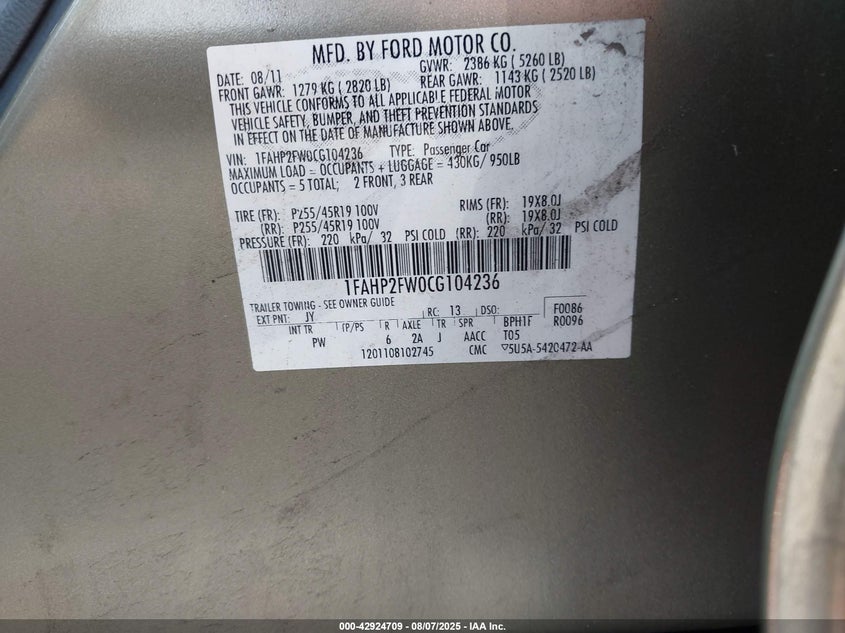 MFD. BY FORD MOTOR CO.
DATE: 08/11 GVWR: 2386 KG ( 5260 LB)
FRONT GAWR: 1279 KG ( 2820 LB) REAR GAWR: 1143 KG ( 2520 LB)
THIS VEHICLE CONFORMS TO ALL APPLICABLE FEDERAL MOTOR
VEHICLE SAFETY, BUMPER, AND THEFT PREVENTION STANDARDS
IN EFFECT ON THE DATE OF MANUFACTURE SHOWN ABOVE.
VIN: 1FAHP2FW0CG104236 TYPE: Passenger Car
MAXIMUM LOAD = OCCUPANTS + LUGGAGE = 430KG/ 950LB
OCCUPANTS = 5 TOTAL; 2 FRONT, 3 REAR
TIRE (FR): P255/45R19 100V RIMS (FR): 19X8.0J
(RR): P255/45R19 100V (RR): 19X8.0J
PRESSURE (FR): 220 kPa/ 32 PSI COLD (RR): 220 kPa/ 32 PSI COLD
1FAHP2FW0CG104236
TRAILER TOWING - SEE OWNER GUIDE
EXT PNT: JY RC: 13 DSO: F0086
INT TR TP/PS R AXLE TR SPR BPH1F R0096
PW 6 2A J AACC T05
1201108102745 CMC 5U5A-5420472-AA
000-42924709 - 08/07/2025 - IAA Inc.